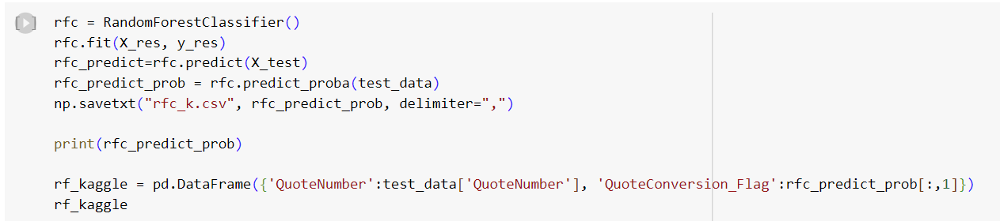 rfc = RandomForestClassifier()
rfc.fit(X_res, y_res)
rfc_predict=rfc.predict(X_test)
rfc_predict_prob = rfc.predict_proba(test_data)
np.savetxt("rfc_k.csv", rfc_predict_prob, delimiter=",")
print(rfc_predict_prob)
rf_kaggle = pd.DataFrame({'QuoteNumber':test_data['QuoteNumber'], 'QuoteConversion_Flag':rfc_predict_prob[:,1]})
rf_kaggle